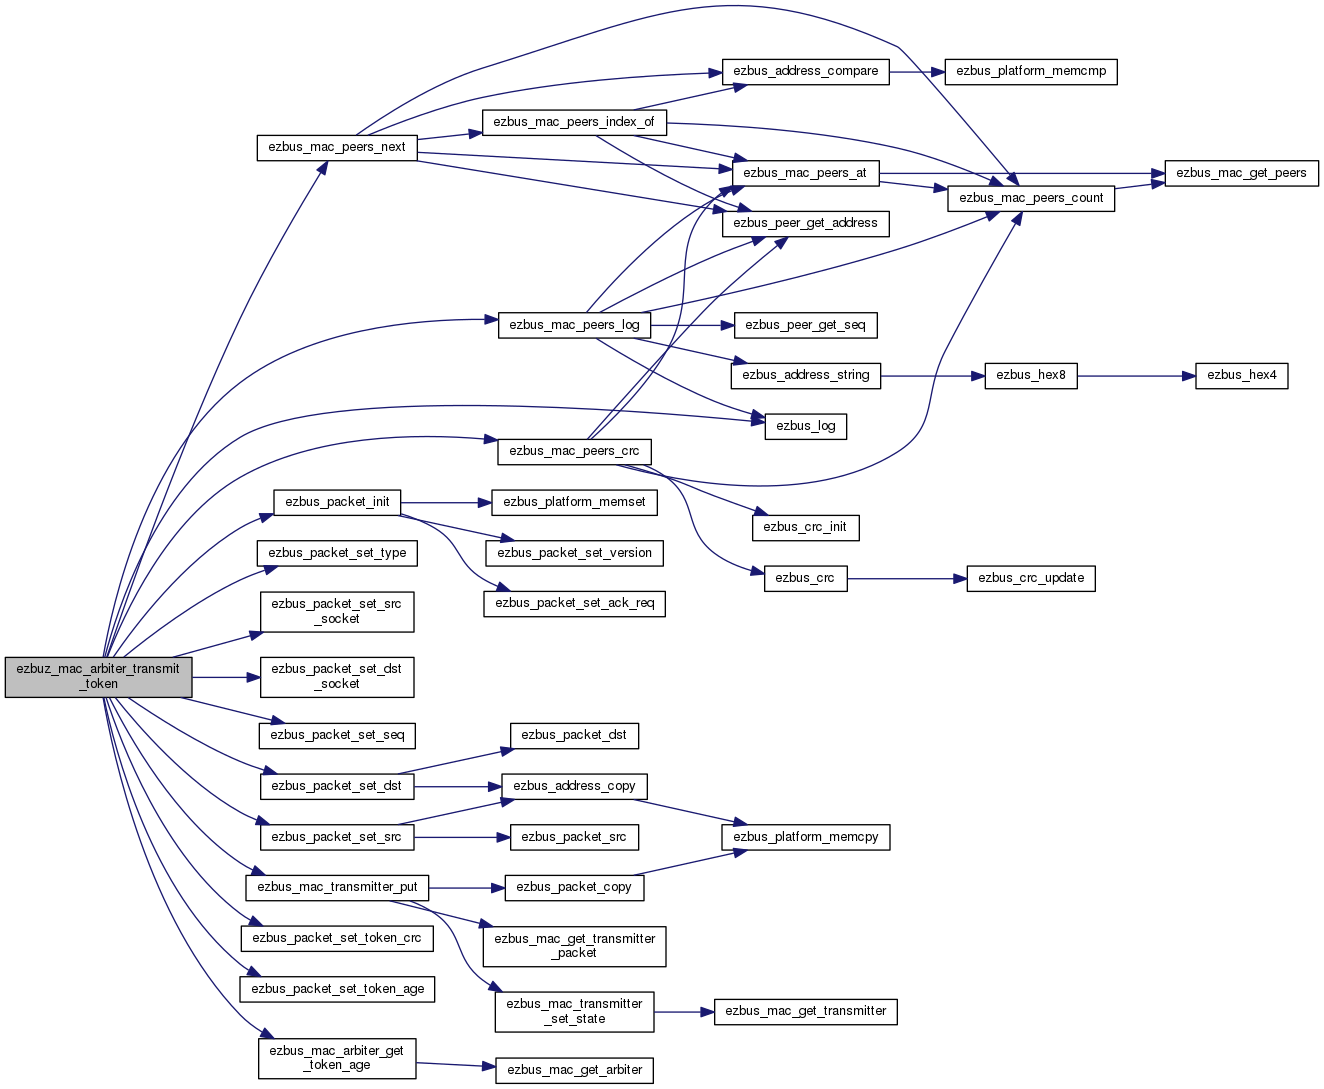 ezbus_address_compare
ezbus_platform_memcmp
ezbus_mac_peers_index_of
ezbus_mac_peers_next
ezbus_mac_peers_at
ezbus_mac_get_peers
ezbus_mac_peers_count
ezbus_peer_get_address
ezbus_mac_peers_log
ezbus_peer_get_seq
ezbus_address_string
ezbus_hex8
ezbus_hex4
ezbus_log
ezbus_mac_peers_crc
ezbus_packet_init
ezbus_platform_memset
ezbus_crc_init
ezbus_packet_set_type
ezbus_packet_set_version
ezbus_crc
ezbus_crc_update
ezbus_packet_set_src
_socket
ezbus_packet_set_ack_req
ezbuz_mac_arbiter_transmit
_token
ezbus_packet_set_dst
_socket
ezbus_packet_set_seq
ezbus_packet_dst
ezbus_packet_set_dst
ezbus_address_copy
ezbus_packet_set_src
ezbus_packet_src
ezbus_platform_memcpy
ezbus_mac_transmitter_put
ezbus_packet_copy
ezbus_packet_set_token_crc
ezbus_mac_get_transmitter
_packet
ezbus_packet_set_token_age
ezbus_mac_transmitter
_set_state
ezbus_mac_get_transmitter
ezbus_mac_arbiter_get
_token_age
ezbus_mac_get_arbiter